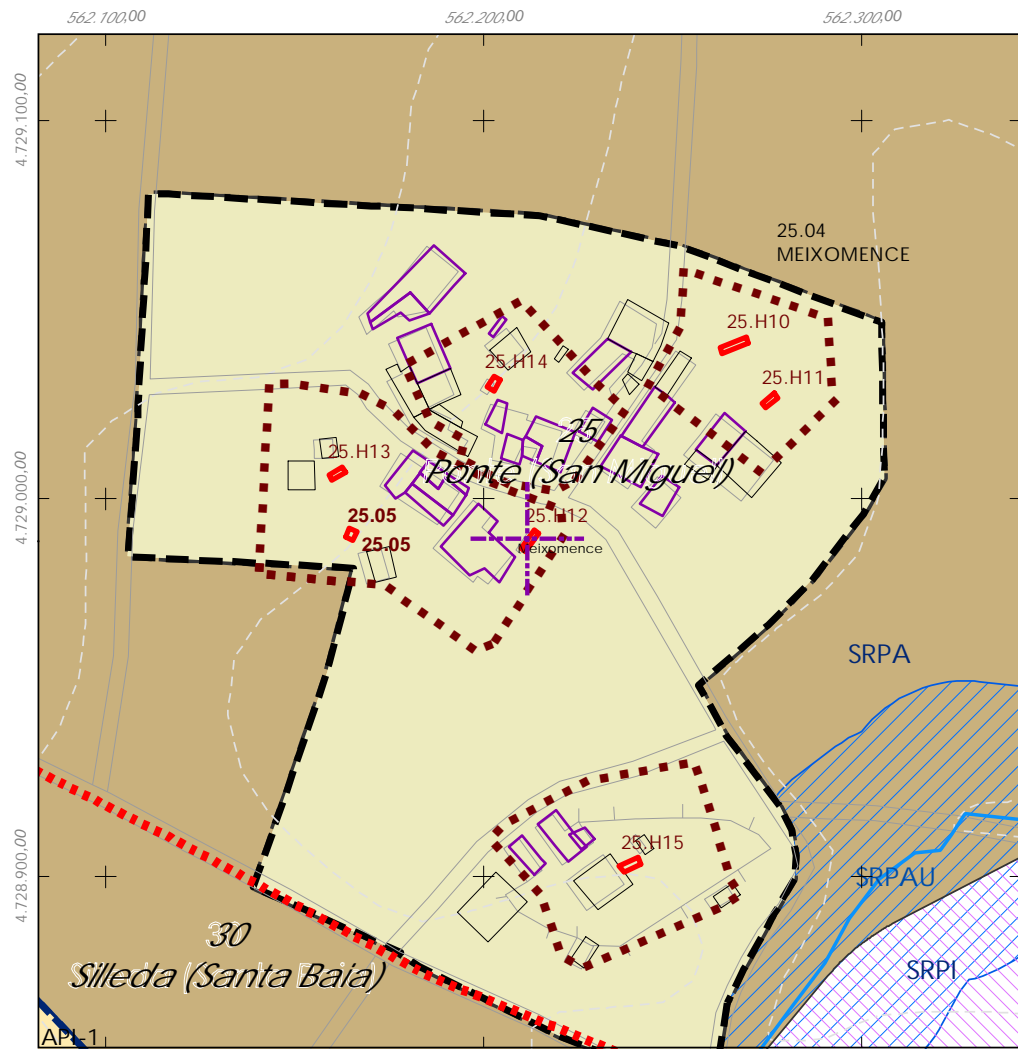 562.100,00
562.200,00
562.300,00
4.729.100,00
25.04
MEIXOMENCE
25.H10
25.H14
25.H11
25
25.H13
Ponte (San Miguel)
4.729.000,00
25.05
25.H12
25.05
Meixomence
SRPA
25.H15
4.728.900,00
SRPAU
30
SRPI
Silleda (Santa Baia)
API-1